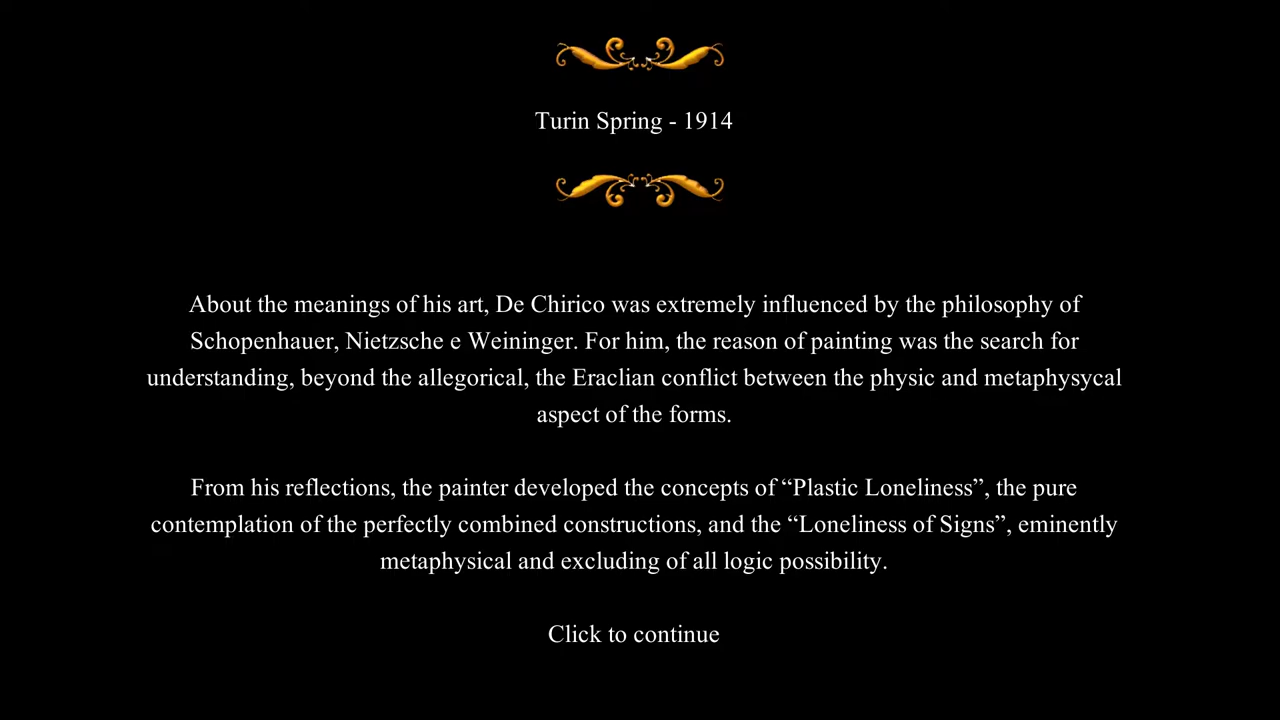 Turin Spring - 1914
About the meanings of his art, De Chirico was extremely influenced by the philosophy of
Schopenhauer, Nietzsche e Weininger. For him, the reason of painting was the search for
understanding, beyond the allegorical, the Eraclian conflict between the physic and metaphysycal
aspect of the forms.
From his reflections, the painter developed the concepts of “Plastic Loneliness”, the pure
contemplation of the perfectly combined constructions, and the “Loneliness of Signs”, eminently
metaphysical and excluding of all logic possibility.
Click to continue